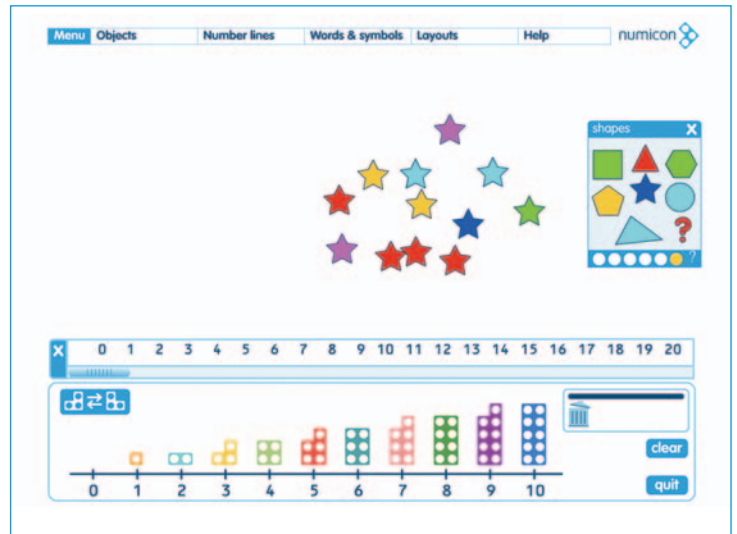 Menu Objects Number lines Words & symbols Layouts Help numicon
shapes X
?
?
X 0 1 2 3 4 5 6 7 8 9 10 11 12 13 14 15 16 17 18 19 20
clear
0 1 2 3 4 5 6 7 8 9 10
quit